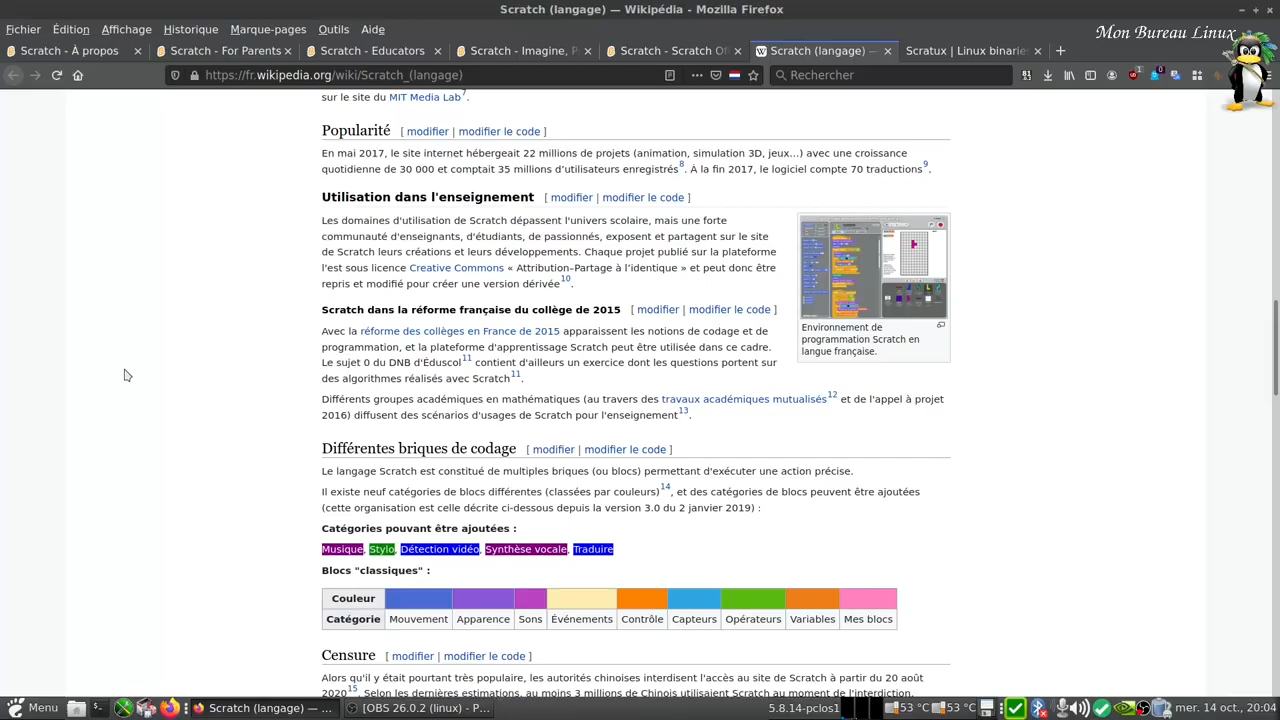 Scratch (langage) — Wikipédia - Mozilla Firefox
Fichier Édition Affichage Historique Marque-pages Outils Aide
Mon Bureau Linux
Scratch - À propos
Scratch - For Parents
Scratch - Educators
Scratch - Imagine, P
Scratch - Scratch Of
Scratch (langage) —
Scratux | Linux binarie
https://fr.wikipedia.org/wiki/Scratch_(langage)
Rechercher
sur le site du MIT Media Lab7.
Popularité [ modifier | modifier le code ]
En mai 2017, le site internet hébergeait 22 millions de projets (animation, simulation 3D, jeux…) avec une croissance
quotidienne de 30 000 et comptait 35 millions d’utilisateurs enregistrés8. À la fin 2017, le logiciel compte 70 traductions9.
Utilisation dans l'enseignement [ modifier | modifier le code ]
Les domaines d'utilisation de Scratch dépassent l'univers scolaire, mais une forte
communauté d'enseignants, d'étudiants, de passionnés, exposent et partagent sur le site
de Scratch leurs créations et leurs développements. Chaque projet publié sur la plateforme
l'est sous licence Creative Commons « Attribution–Partage à l’identique » et peut donc être
repris et modifié pour créer une version dérivée10.
Environnement de
programmation Scratch en
langue française.
Scratch dans la réforme française du collège de 2015 [ modifier | modifier le code ]
Avec la réforme des collèges en France de 2015 apparaissent les notions de codage et de
programmation, et la plateforme d'apprentissage Scratch peut être utilisée dans ce cadre.
Le sujet 0 du DNB d'Éduscol11 contient d'ailleurs un exercice dont les questions portent sur
des algorithmes réalisés avec Scratch11.
Différents groupes académiques en mathématiques (au travers des travaux académiques mutualisés12 et de l'appel à projet
2016) diffusent des scénarios d'usages de Scratch pour l'enseignement13.
Différentes briques de codage [ modifier | modifier le code ]
Le langage Scratch est constitué de multiples briques (ou blocs) permettant d'exécuter une action précise.
Il existe neuf catégories de blocs différentes (classées par couleurs)14, et des catégories de blocs peuvent être ajoutées
(cette organisation est celle décrite ci-dessous depuis la version 3.0 du 2 janvier 2019) :
Catégories pouvant être ajoutées :
Musique, Stylo, Détection vidéo, Synthèse vocale, Traduire
Blocs "classiques" :
Couleur
Catégorie Mouvement Apparence Sons Événements Contrôle Capteurs Opérateurs Variables Mes blocs
Censure [ modifier | modifier le code ]
Alors qu'il y était pourtant très populaire, les autorités chinoises interdisent l'accès au site de Scratch à partir du 20 août
202015. Selon les dernières estimations, au moins 3 millions de Chinois utilisaient Scratch au moment de l'interdiction.
Menu
Scratch (langage) — ...
[OBS 26.0.2 (linux) - P...
5.8.14-pclos1
53 °C
53 °C
mer. 14 oct., 20:04